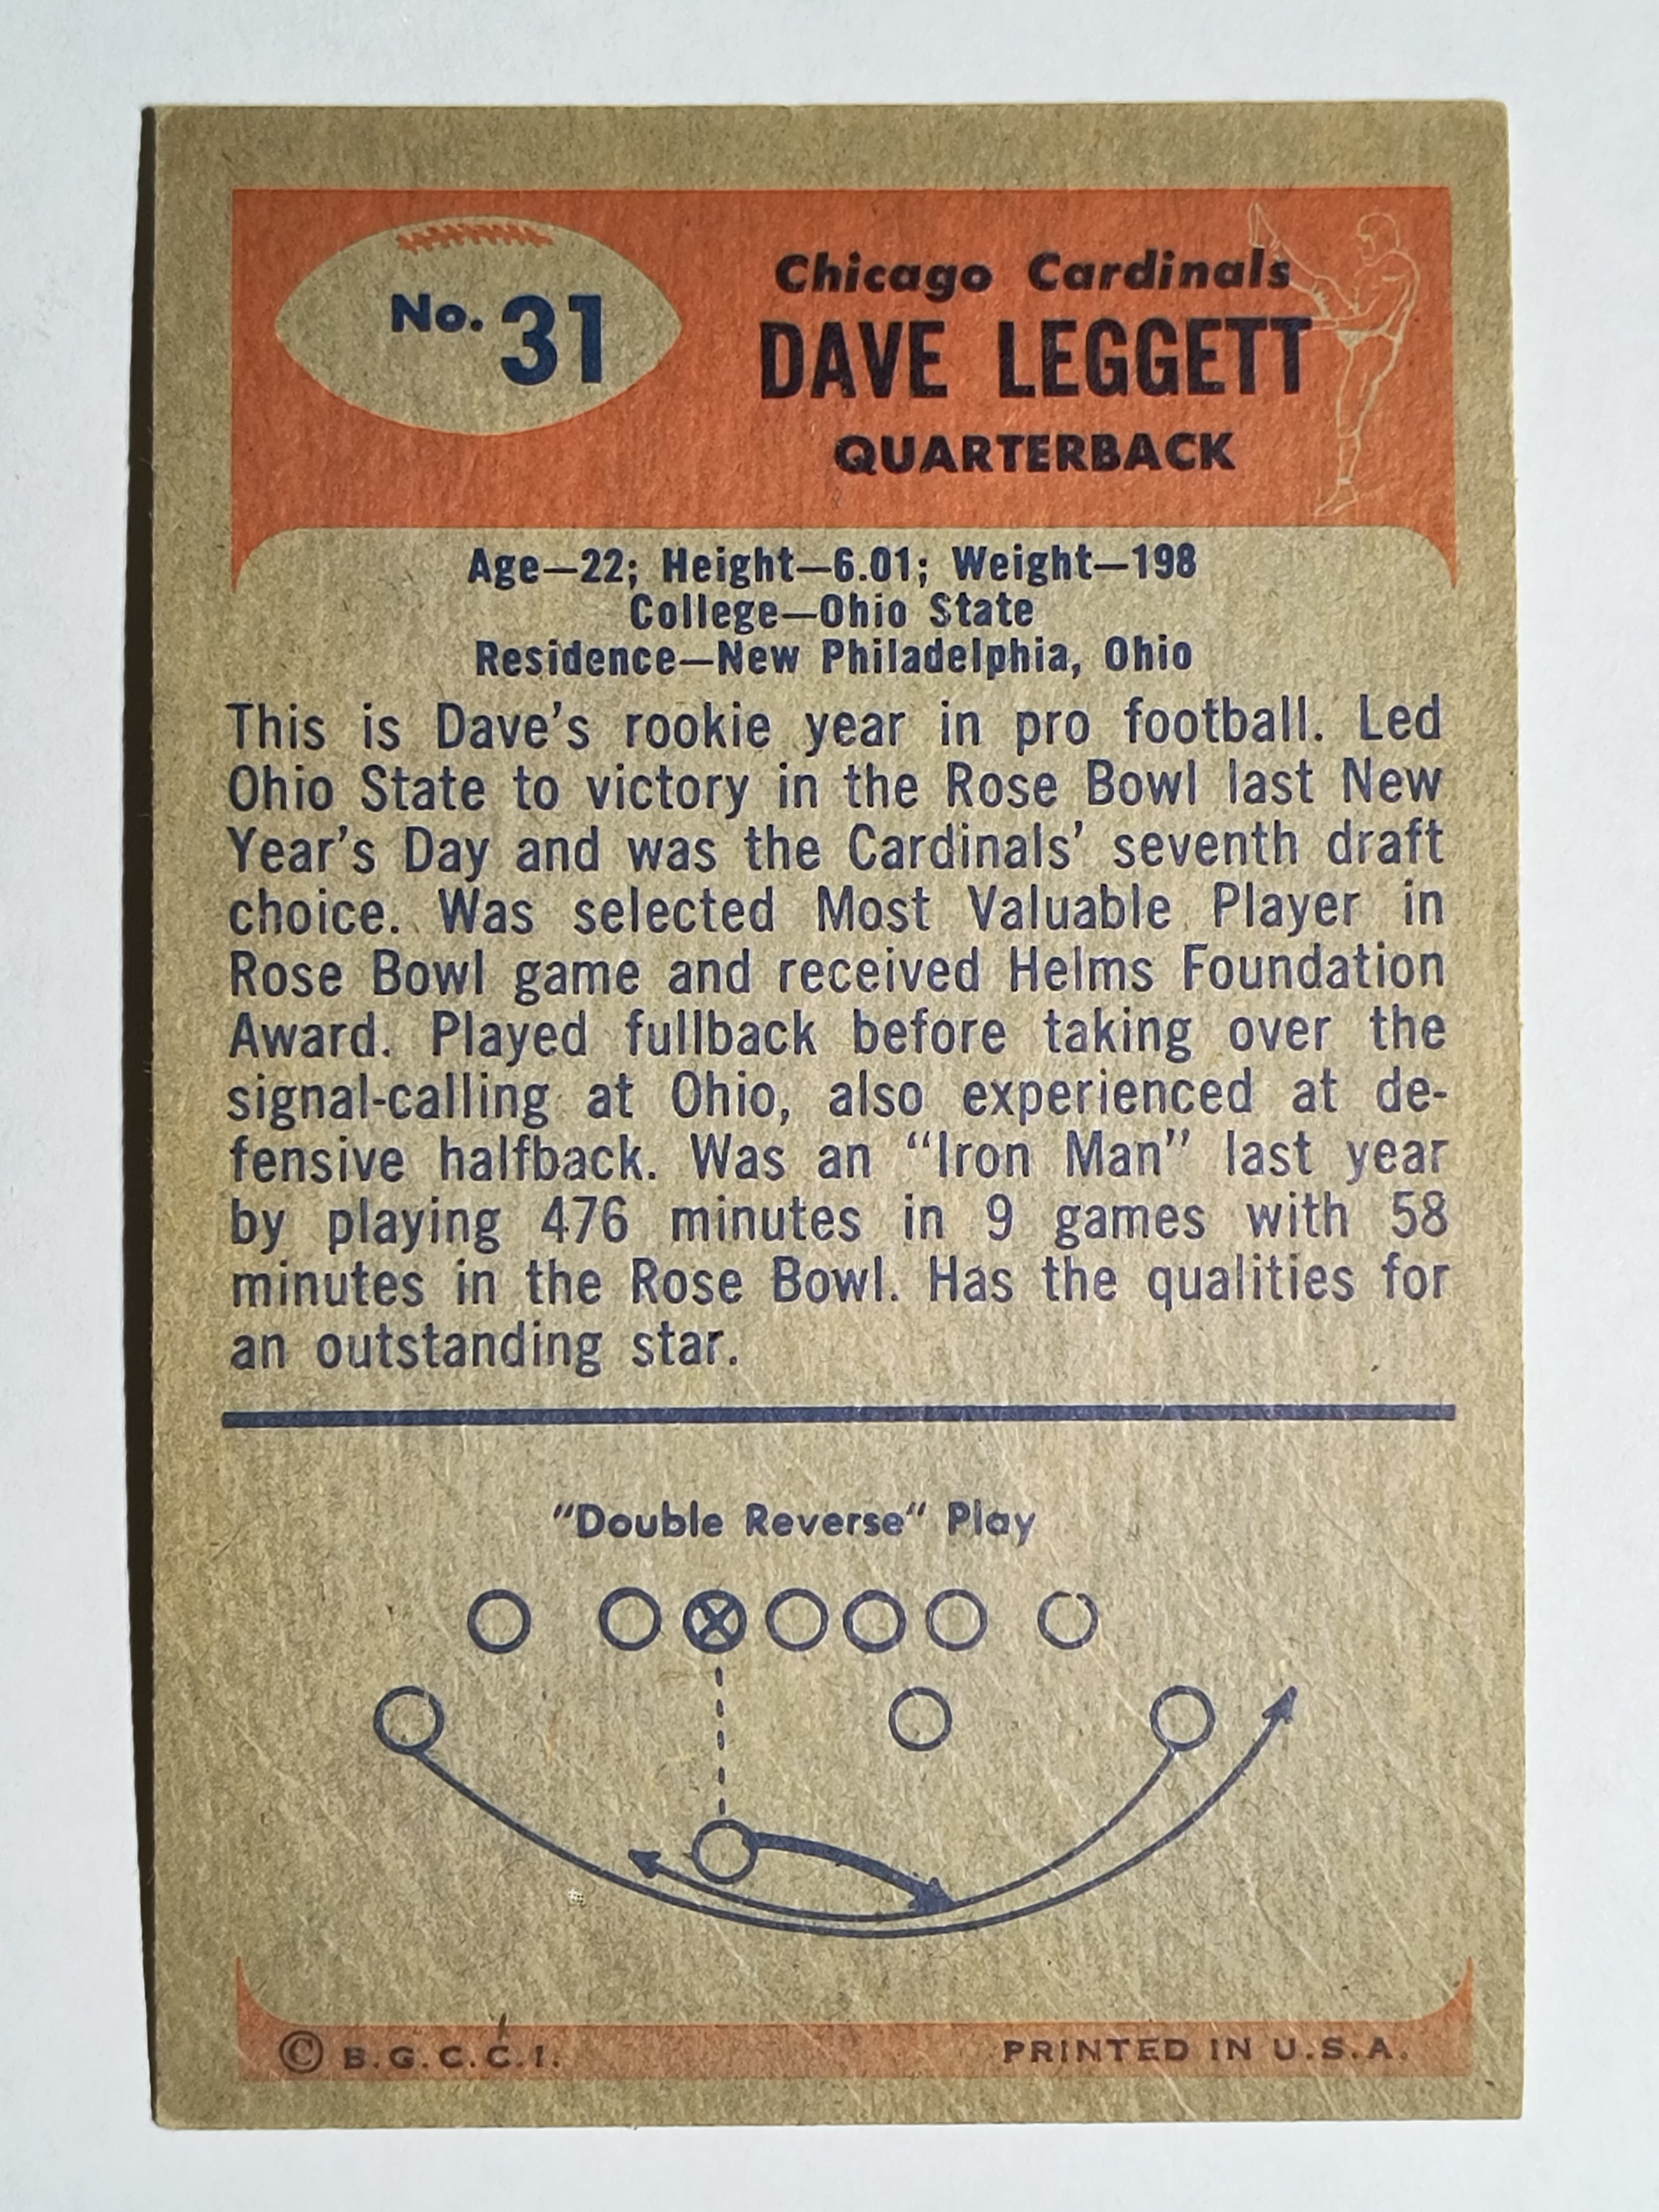 No. 31
Chicago Cardinals
DAVE LEGGETT
QUARTERBACK
Age—22; Height—6.01; Weight—198
College—Ohio State
Residence—New Philadelphia, Ohio
This is Dave's rookie year in pro football. Led
Ohio State to victory in the Rose Bowl last New
Year's Day and was the Cardinals' seventh draft
choice. Was selected Most Valuable Player in
Rose Bowl game and received Helms Foundation
Award. Played fullback before taking over the
signal-calling at Ohio, also experienced at de-
fensive halfback. Was an "Iron Man" last year
by playing 476 minutes in 9 games with 58
minutes in the Rose Bowl. Has the qualities for
an outstanding star.
"Double Reverse" Play
© B.G.C.C.I.
PRINTED IN U.S.A.